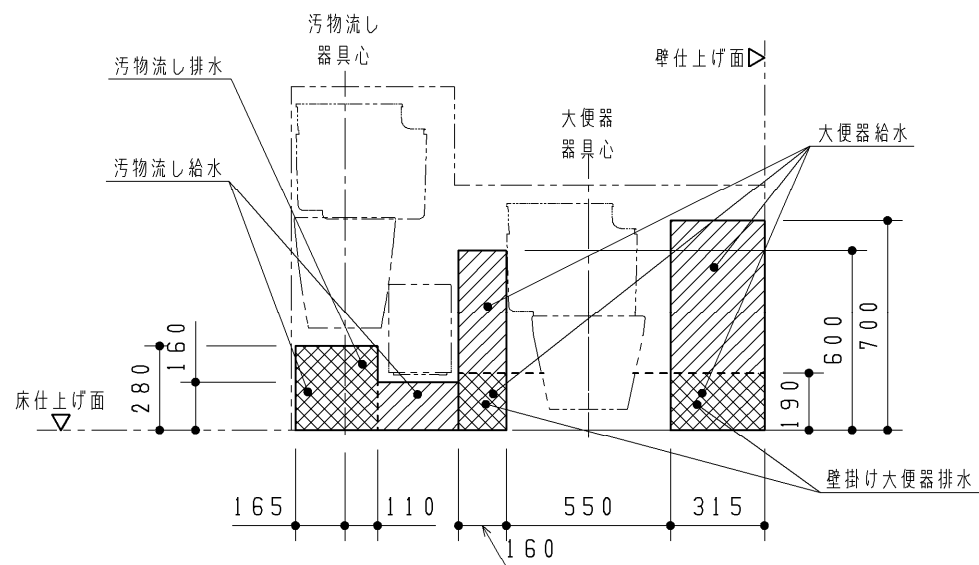 汚物流し
器具心
壁仕上げ面
汚物流し排水
大便器
器具心
大便器給水
汚物流し給水
280
160
600
700
190
床仕上げ面
壁掛け大便器排水
165
110
550
315
160